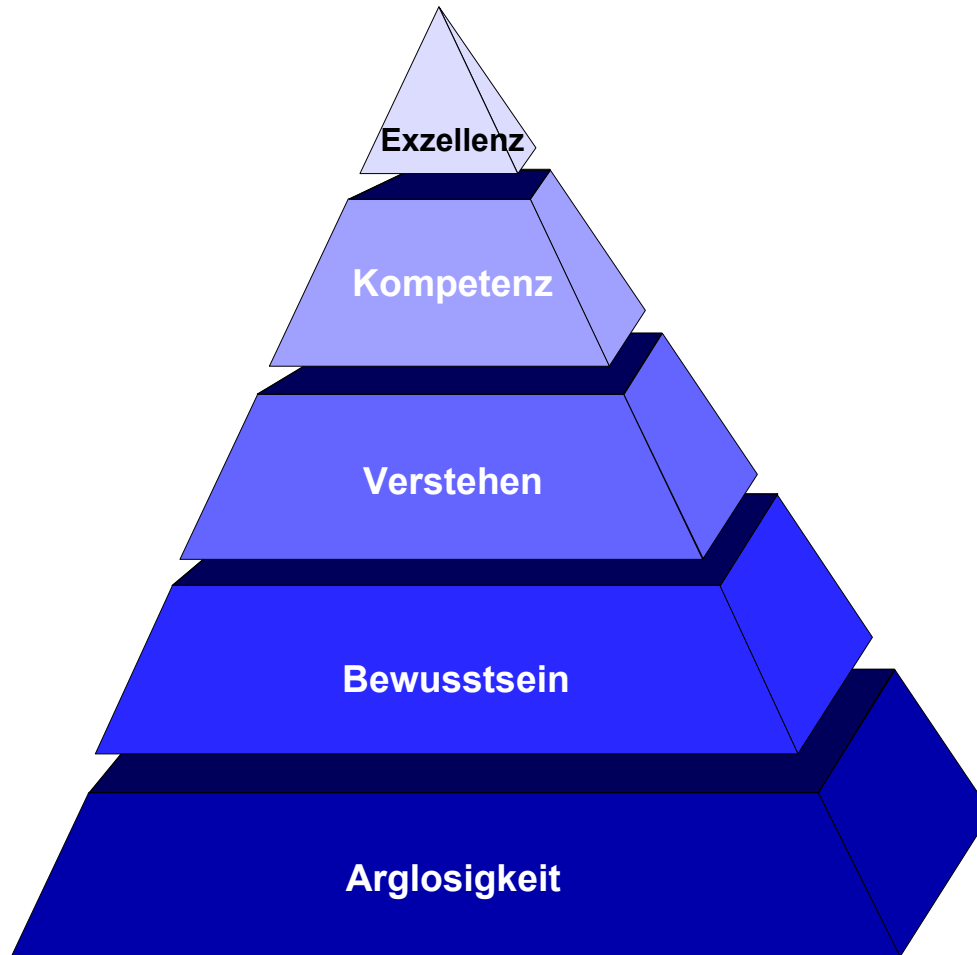 Exzellenz
Kompetenz
Verstehen
Bewusstsein
Arglosigkeit